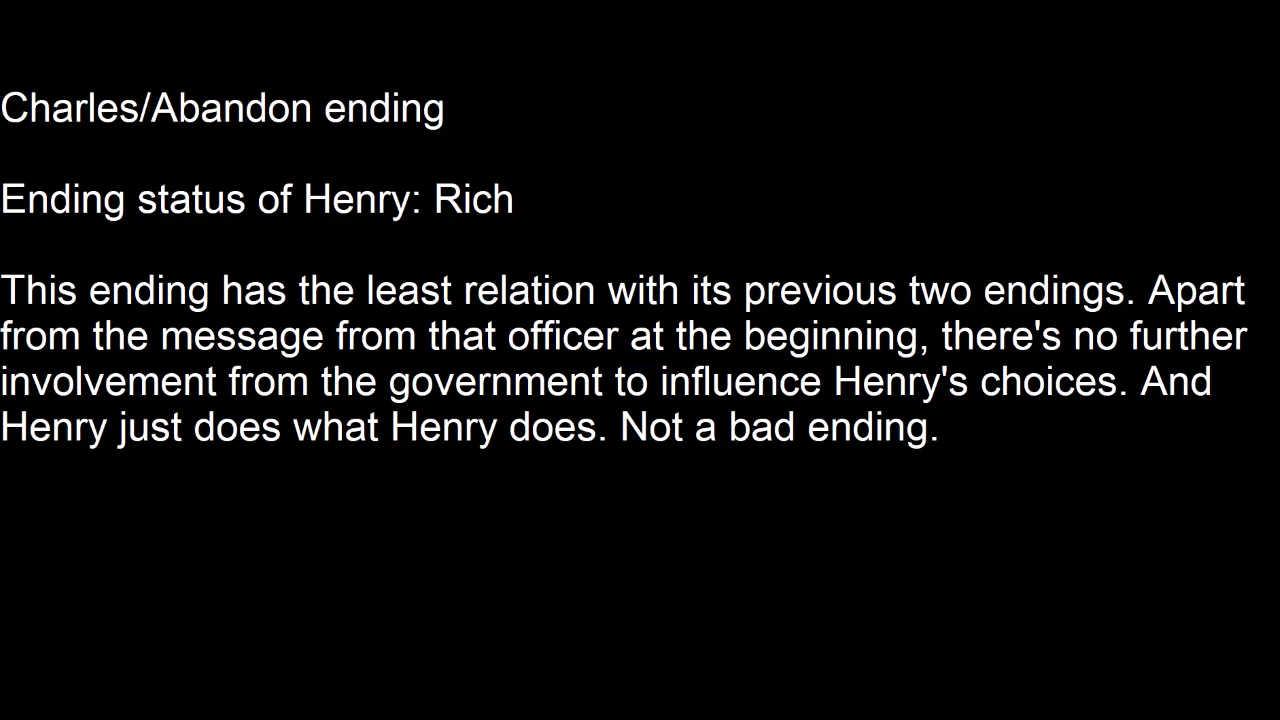 Charles/Abandon ending
Ending status of Henry: Rich
This ending has the least relation with its previous two endings. Apart
from the message from that officer at the beginning, there's no further
involvement from the government to influence Henry's choices. And
Henry just does what Henry does. Not a bad ending.